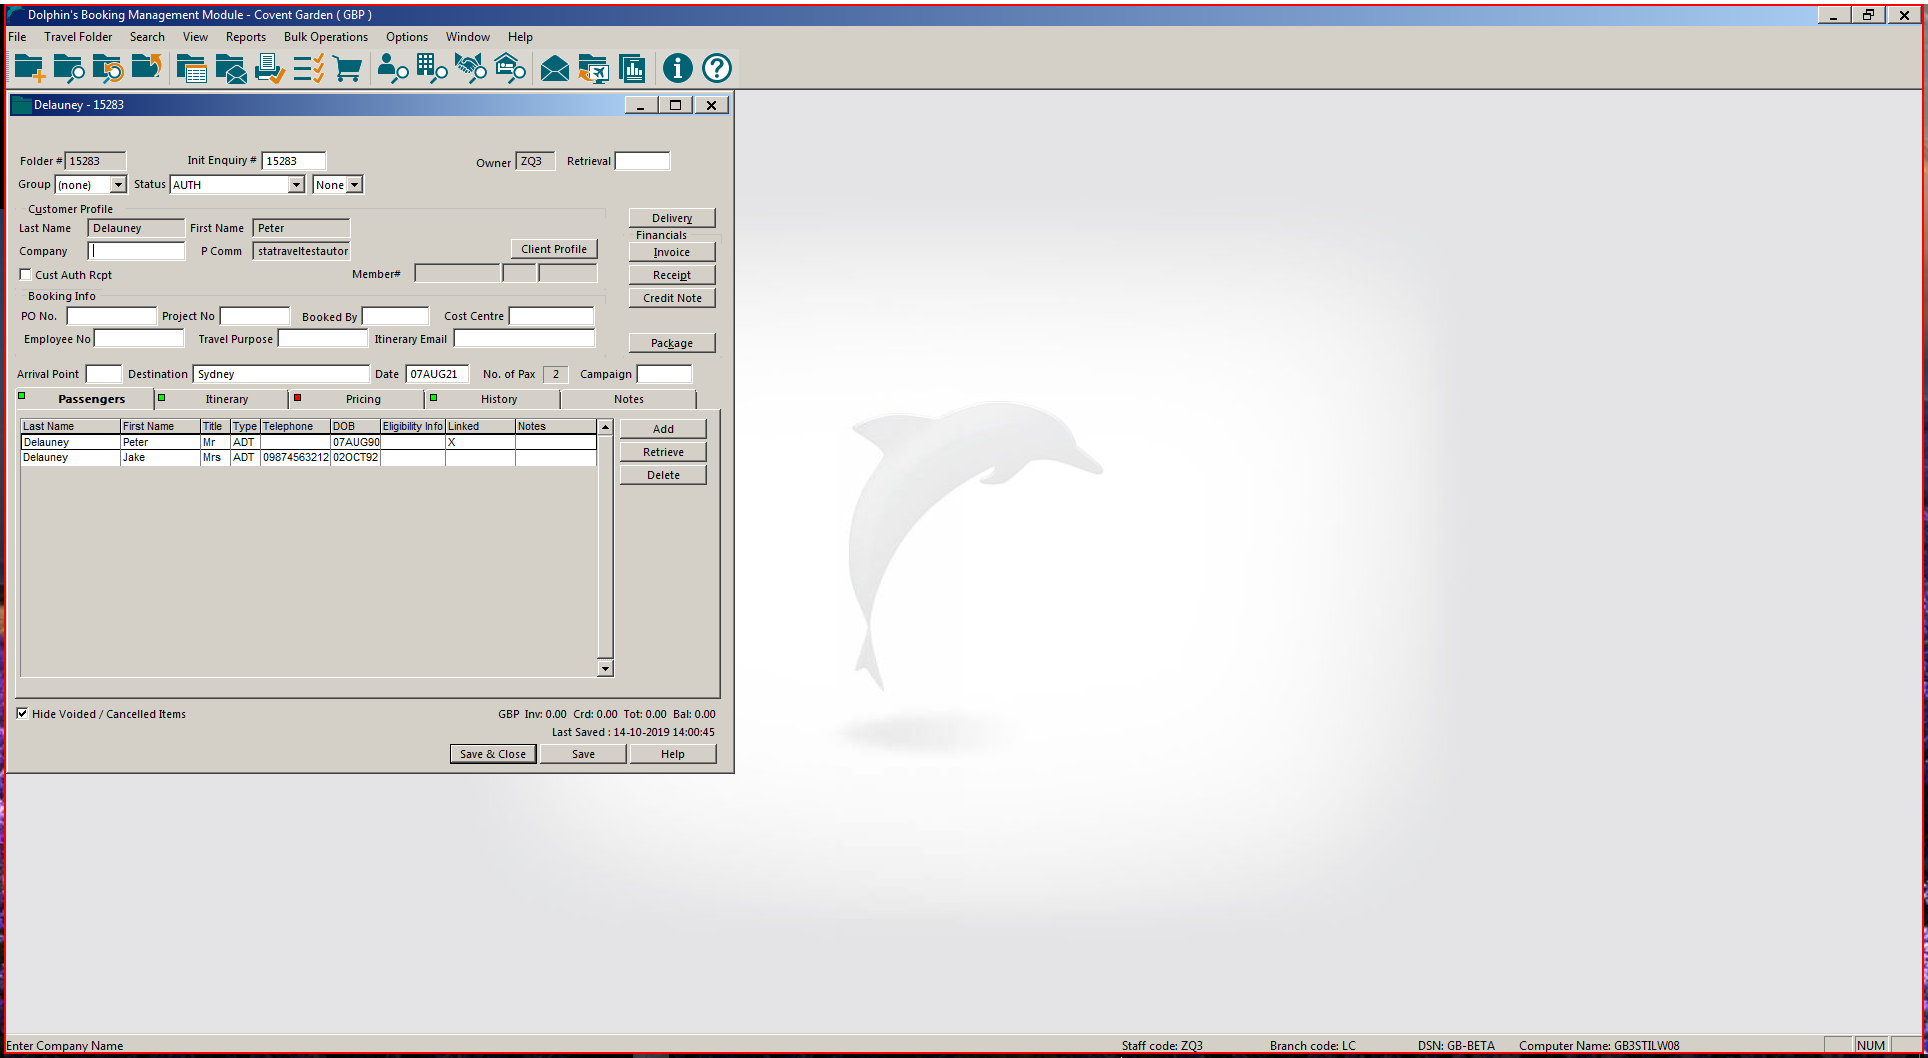 Dolphin's Booking Management Module - Covent Garden ( GBP )
File Travel Folder Search View Reports Bulk Operations Options Window Help
Delauney - 15283
Folder # 15283 Init Enquiry # 15283 Owner ZQ3 Retrieval
Group (none) Status AUTH None
Customer Profile
Last Name Delauney First Name Peter
Company P Comm statraveltestautor Client Profile
Cust Auth Rcpt Member#
Delivery
Financials
Invoice
Receipt
Credit Note
Package
Booking Info
PO No. Project No Booked By Cost Centre
Employee No Travel Purpose Itinerary Email
Arrival Point Destination Sydney Date 07AUG21 No. of Pax 2 Campaign
Passengers Itinerary Pricing History Notes
Last Name First Name Title Type Telephone DOB Eligibility Info Linked Notes
Delauney Peter Mr ADT 07AUG90 X
Delauney Jake Mrs ADT 09874563212 02OCT92
Add
Retrieve
Delete
Hide Voided / Cancelled Items
GBP Inv: 0.00 Crd: 0.00 Tot: 0.00 Bal: 0.00
Last Saved : 14-10-2019 14:00:45
Save & Close Save Help
Enter Company Name Staff code: ZQ3 Branch code: LC DSN: GB-BETA Computer Name: GB3STILW08 NUM